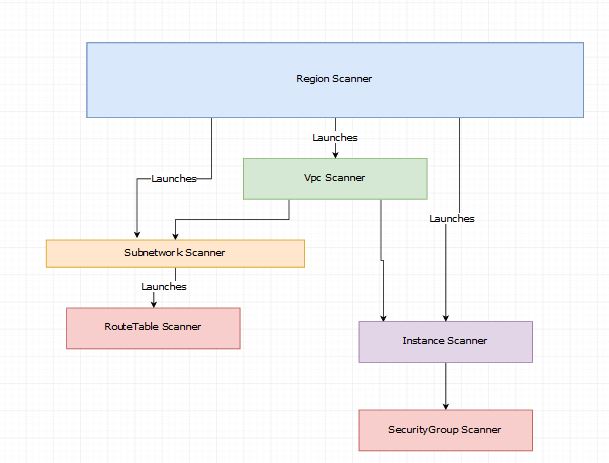 Region Scanner
Launches
Vpc Scanner
Launches
Launches
Subnetwork Scanner
Launches
RouteTable Scanner
Instance Scanner
SecurityGroup Scanner